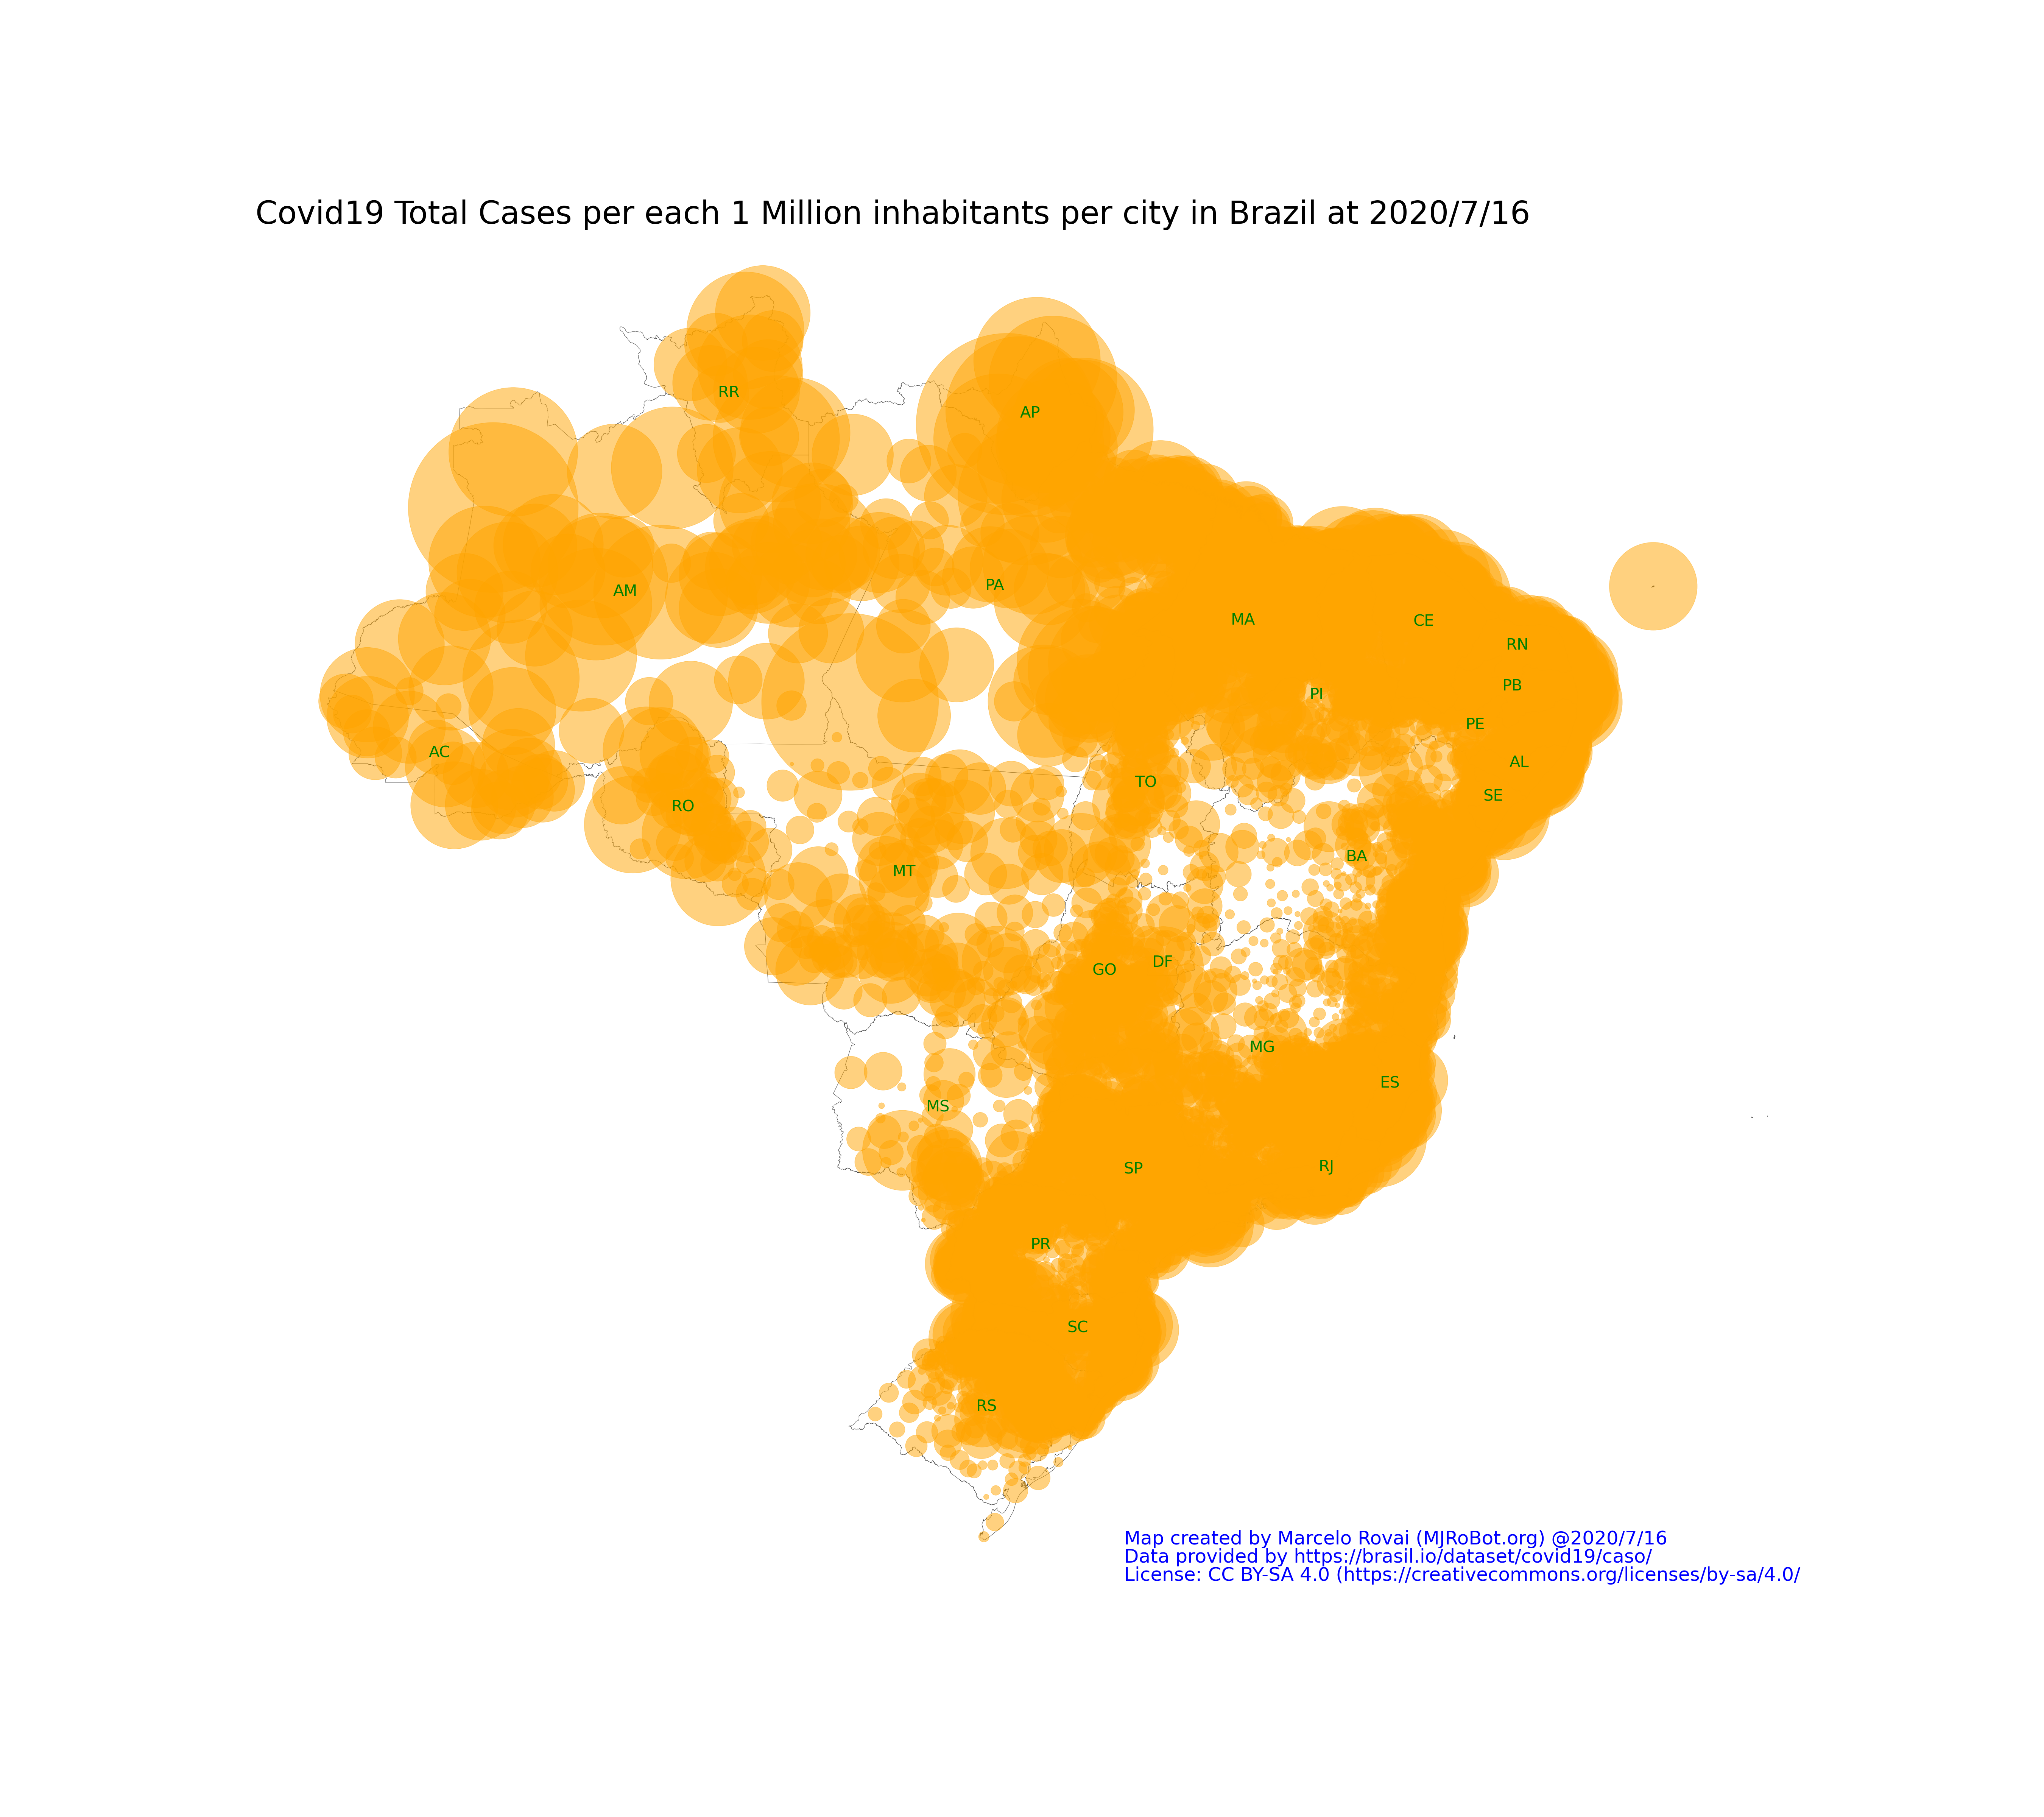 Covid19 Total Cases per each 1 Million inhabitants per city in Brazil at 2020/7/16
RR
AP
AM
PA
MA
CE
RN
PB
PI
PE
AC
AL
TO
SE
RO
BA
MT
DF
GO
MG
ES
MS
RJ
SP
PR
SC
RS
Map created by Marcelo Rovai (MJRoBot.org) @2020/7/16
Data provided by https://brasil.io/dataset/covid19/caso/
License: CC BY-SA 4.0 (https://creativecommons.org/licenses/by-sa/4.0/